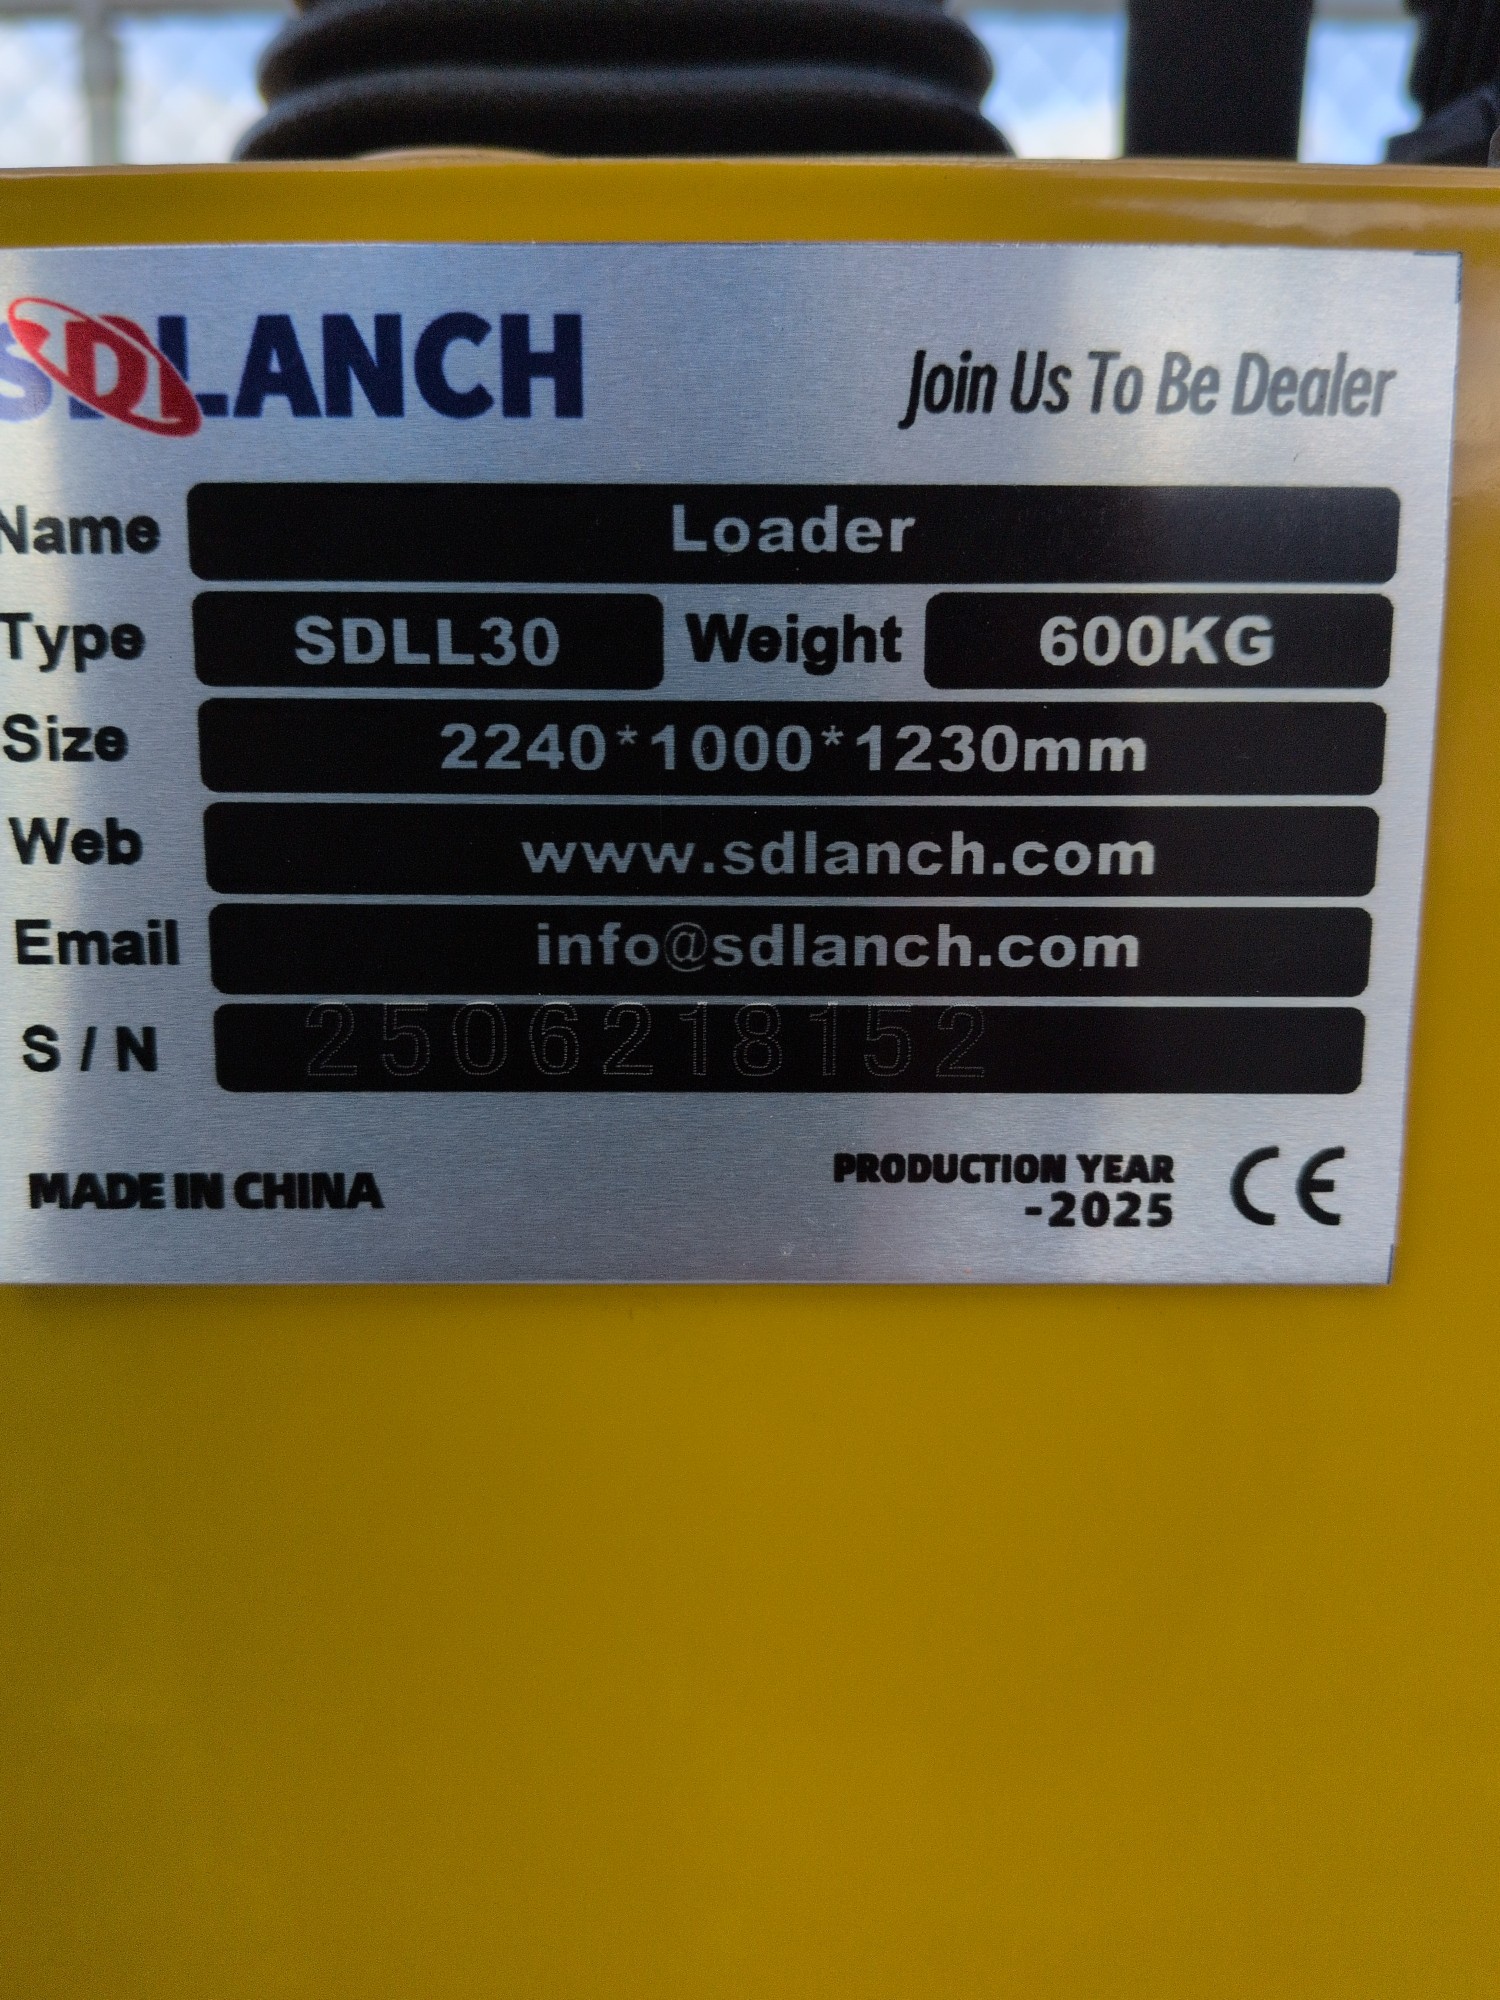 SDLANCH
Join Us To Be Dealer
Name Loader
Type SDLL30 Weight 600KG
Size 2240*1000*1230mm
Web www.sdlanch.com
Email info@sdlanch.com
S / N 2506218152
MADE IN CHINA
PRODUCTION YEAR
-2025
CE